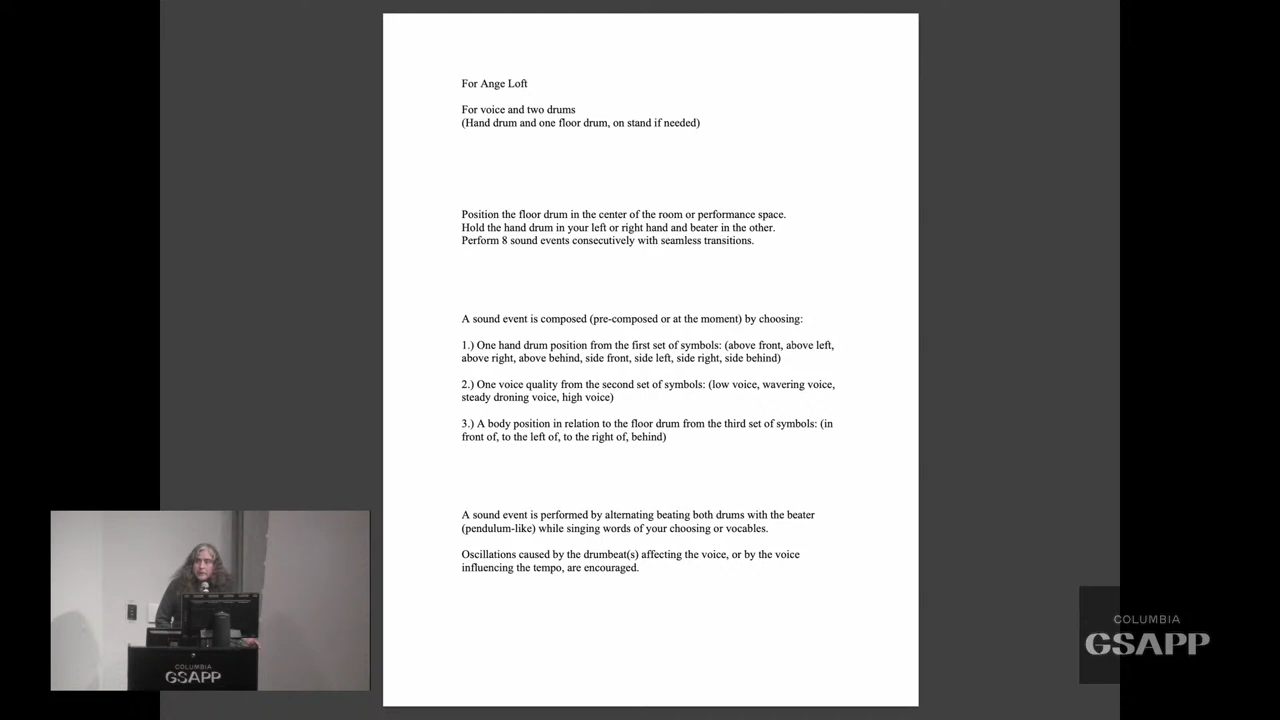 For Ange Loft
For voice and two drums
(Hand drum and one floor drum, on stand if needed)
Position the floor drum in the center of the room or performance space.
Hold the hand drum in your left or right hand and beater in the other.
Perform 8 sound events consecutively with seamless transitions.
A sound event is composed (pre-composed or at the moment) by choosing:
1.) One hand drum position from the first set of symbols: (above front, above left,
above right, above behind, side front, side left, side right, side behind)
2.) One voice quality from the second set of symbols: (low voice, wavering voice,
steady droning voice, high voice)
3.) A body position in relation to the floor drum from the third set of symbols: (in
front of, to the left of, to the right of, behind)
A sound event is performed by alternating beating both drums with the beater
(pendulum-like) while singing words of your choosing or vocables.
Oscillations caused by the drumbeat(s) affecting the voice, or by the voice
influencing the tempo, are encouraged.
COLUMBIA
GSAPP
COLUMBIA
GSAPP